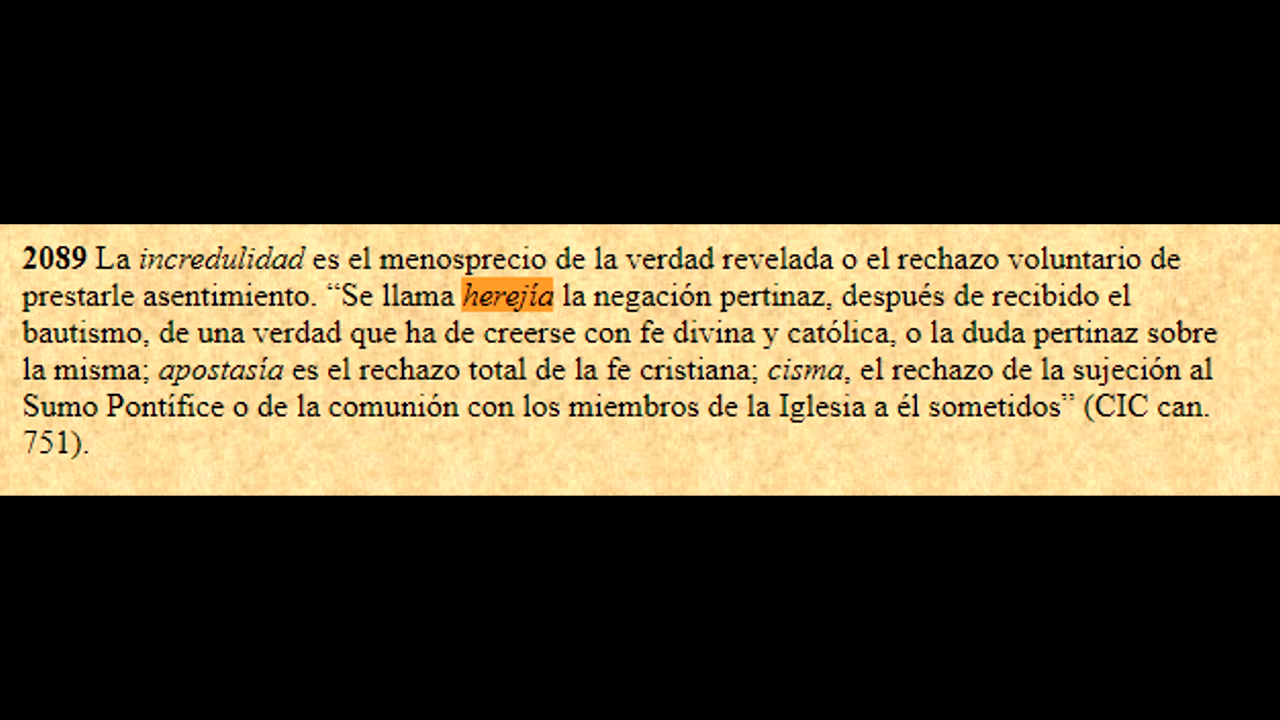 2089 La incredulidad es el menosprecio de la verdad revelada o el rechazo voluntario de
prestarle asentimiento. “Se llama herejía la negación pertinaz, después de recibido el
bautismo, de una verdad que ha de creerse con fe divina y católica, o la duda pertinaz sobre
la misma; apostasía es el rechazo total de la fe cristiana; cisma, el rechazo de la sujeción al
Sumo Pontífice o de la comunión con los miembros de la Iglesia a él sometidos” (CIC can.
751).